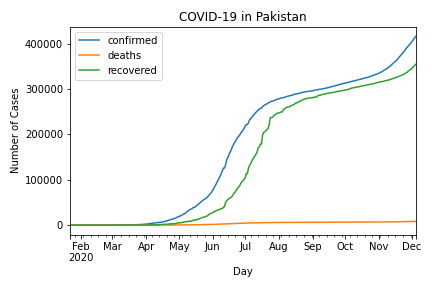 COVID-19 in Pakistan
confirmed
deaths
recovered
Number of Cases
400000
300000
200000
100000
0
Feb Mar Apr May Jun Jul Aug Sep Oct Nov Dec
2020
Day